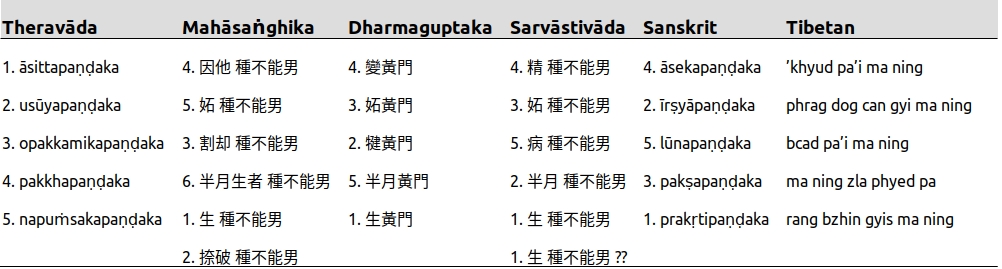 Theravāda Mahāsaṅghika Dharmaguptaka Sarvāstivāda Sanskrit Tibetan
1. āsittapaṇḍaka 4. 因他 種不能男 4. 變黃門 4. 精 種不能男 4. āsekapaṇḍaka ’khyud pa’i ma ning
2. usūyapaṇḍaka 5. 妬 種不能男 3. 妬黃門 3. 妬 種不能男 2. īrṣyāpaṇḍaka phrag dog can gyi ma ning
3. opakkamikapaṇḍaka 3. 割却 種不能男 2. 犍黃門 5. 病 種不能男 5. lūnapaṇḍaka bcad pa’i ma ning
4. pakkhapaṇḍaka 6. 半月生者 種不能男 5. 半月黃門 2. 半月 種不能男 3. pakṣapaṇḍaka ma ning zla phyed pa
5. napuṁsakapaṇḍaka 1. 生 種不能男 1. 生黃門 1. 生 種不能男 1. prakṛtipaṇḍaka rang bzhin gyis ma ning
2. 捺破 種不能男 1. 生 種不能男 ??